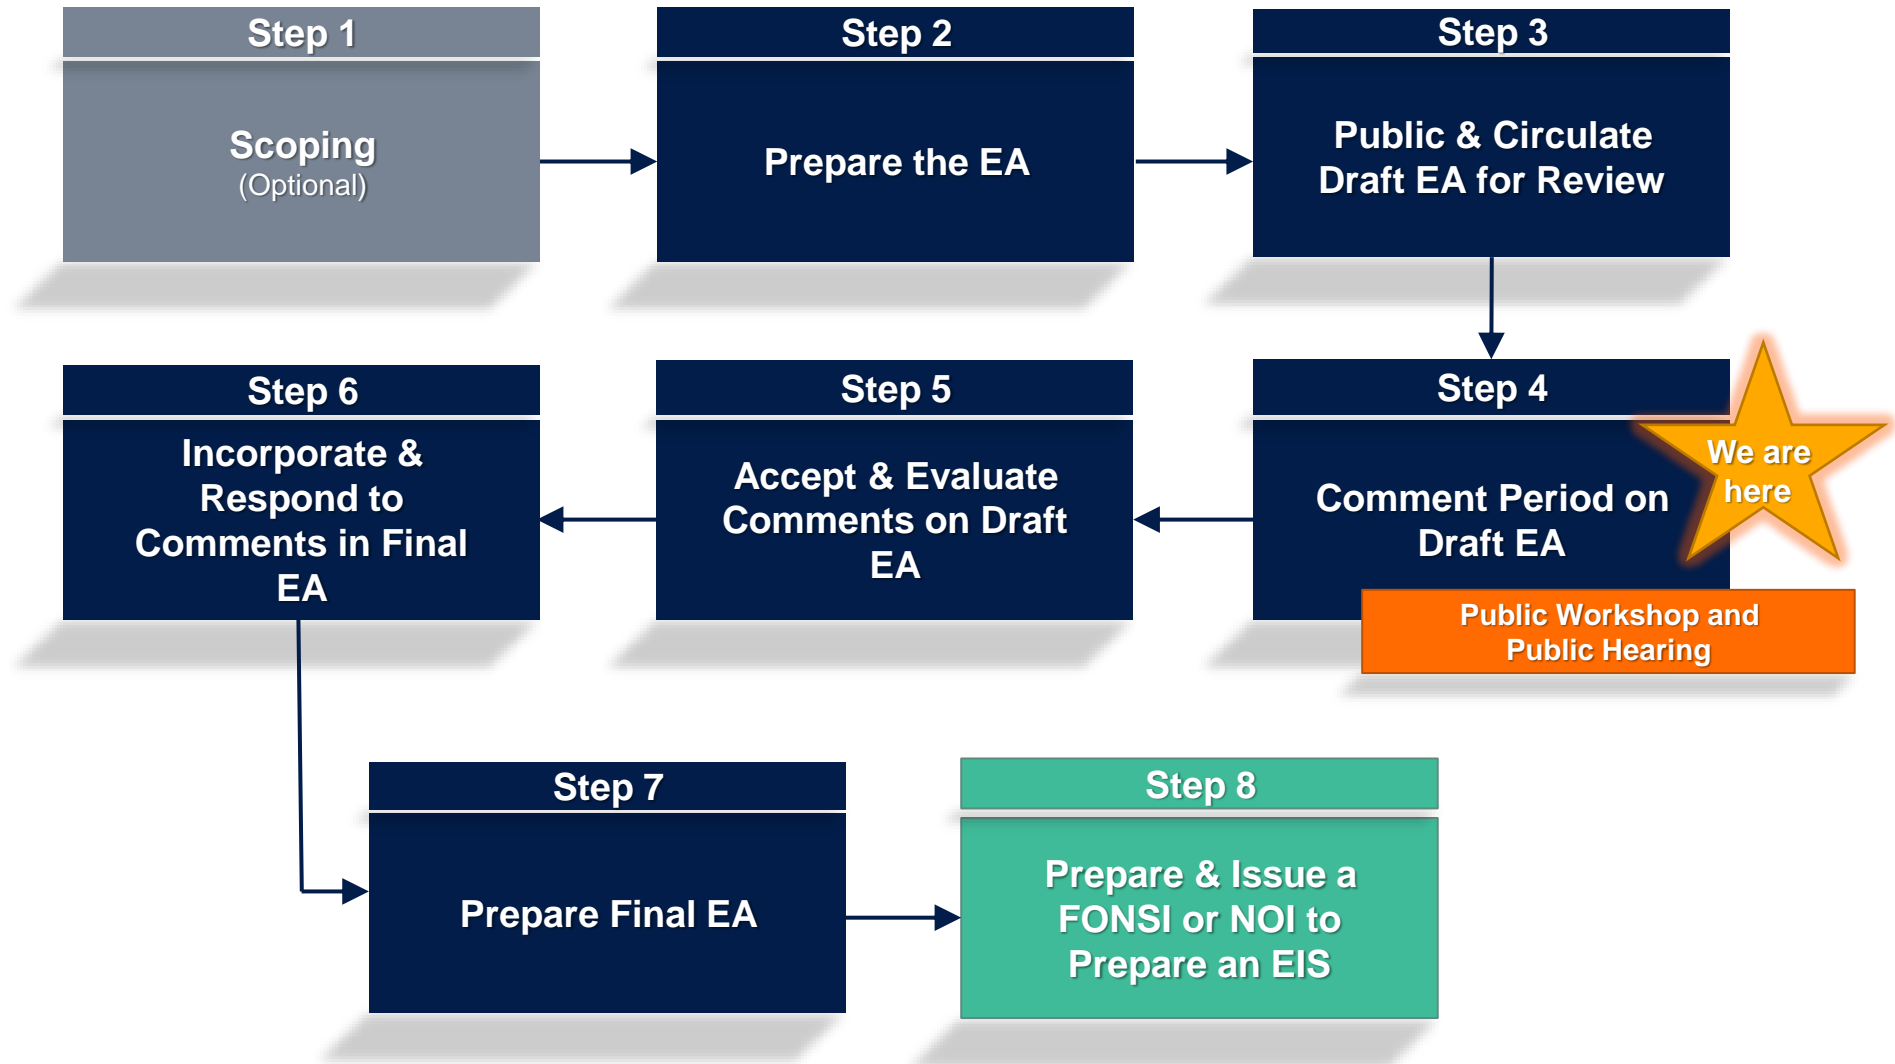 Step 1
Scoping
(Optional)
Step 2
Prepare the EA
Step 3
Public & Circulate
Draft EA for Review
Step 4
Comment Period on
Draft EA
We are
here
Public Workshop and
Public Hearing
Step 5
Accept & Evaluate
Comments on Draft
EA
Step 6
Incorporate &
Respond to
Comments in Final
EA
Step 7
Prepare Final EA
Step 8
Prepare & Issue a
FONSI or NOI to
Prepare an EIS